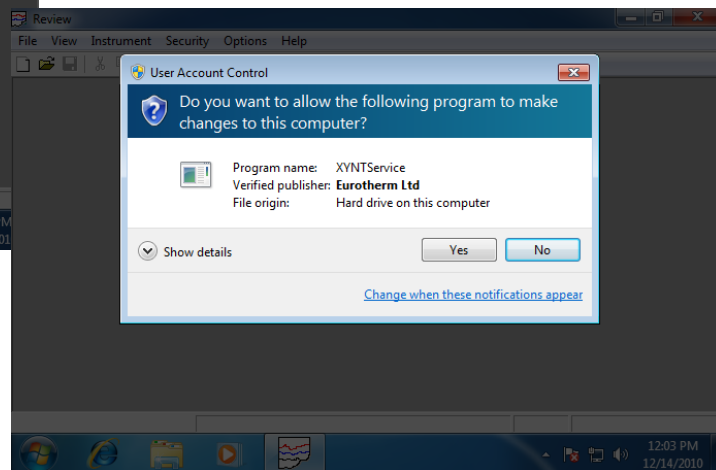 Review
File View Instrument Security Options Help
User Account Control
Do you want to allow the following program to make
changes to this computer?
Program name: XYNTService
Verified publisher: Eurotherm Ltd
File origin: Hard drive on this computer
Show details
Yes
No
Change when these notifications appear
12:03 PM
12/14/2010